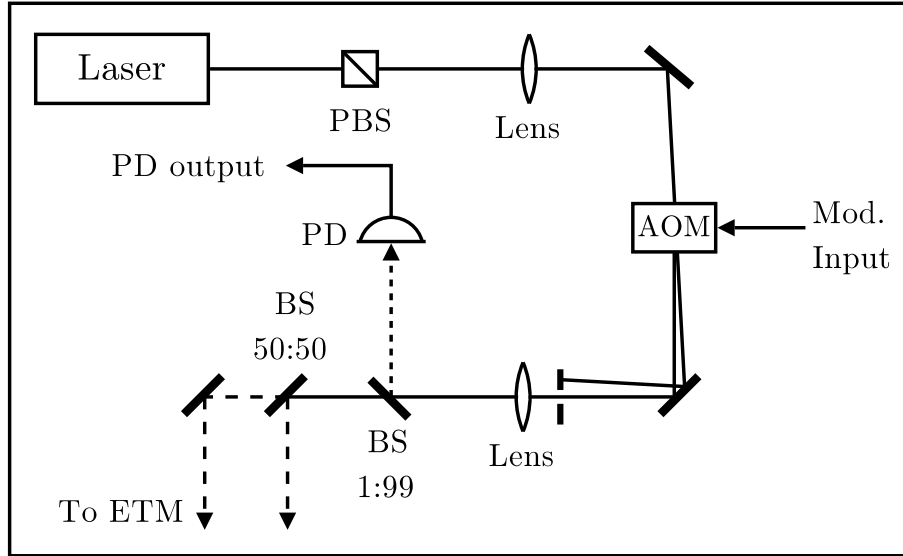 Laser
PBS
Lens
PD output
PD
AOM
Mod.
Input
BS
50:50
BS
1:99
Lens
To ETM